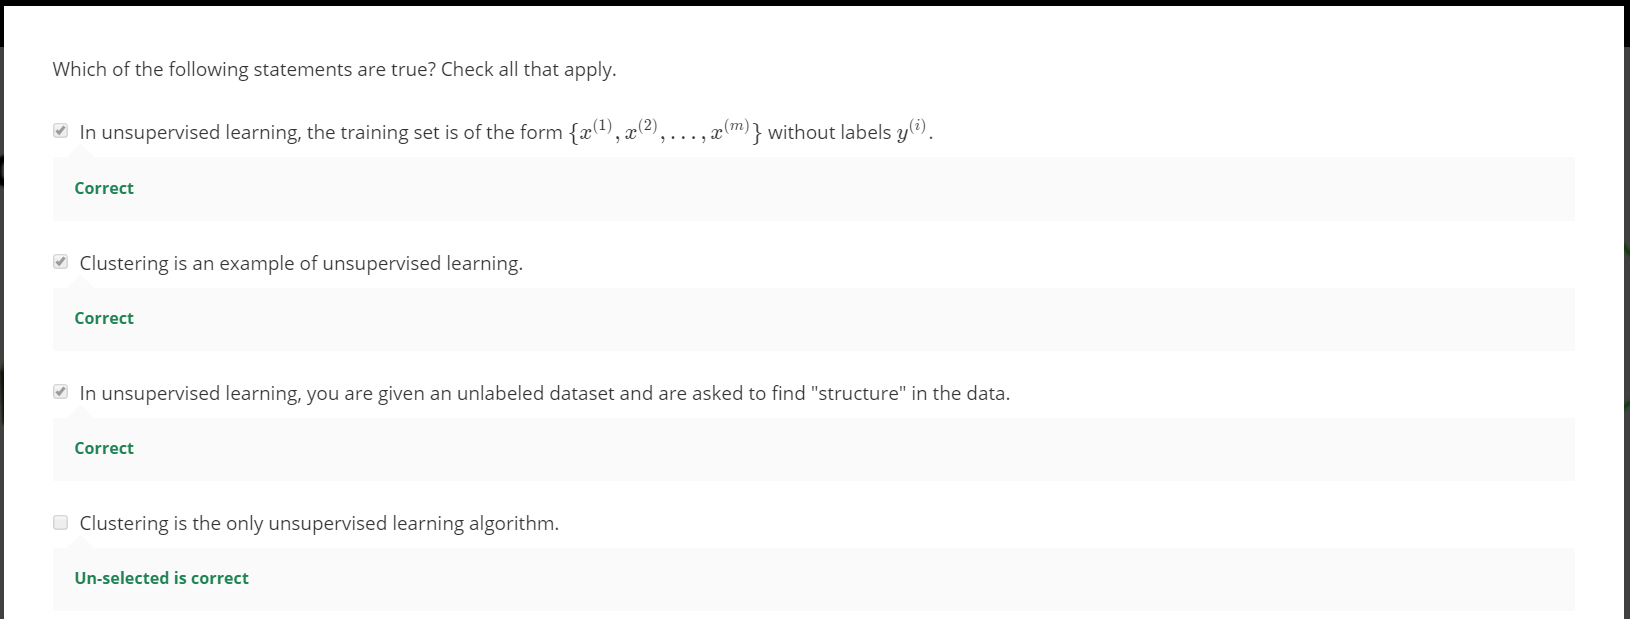 Which of the following statements are true? Check all that apply.
In unsupervised learning, the training set is of the form {x^(1), x^(2), . . . , x^(m)} without labels y^(i).
Correct
Clustering is an example of unsupervised learning.
Correct
In unsupervised learning, you are given an unlabeled dataset and are asked to find "structure" in the data.
Correct
Clustering is the only unsupervised learning algorithm.
Un-selected is correct